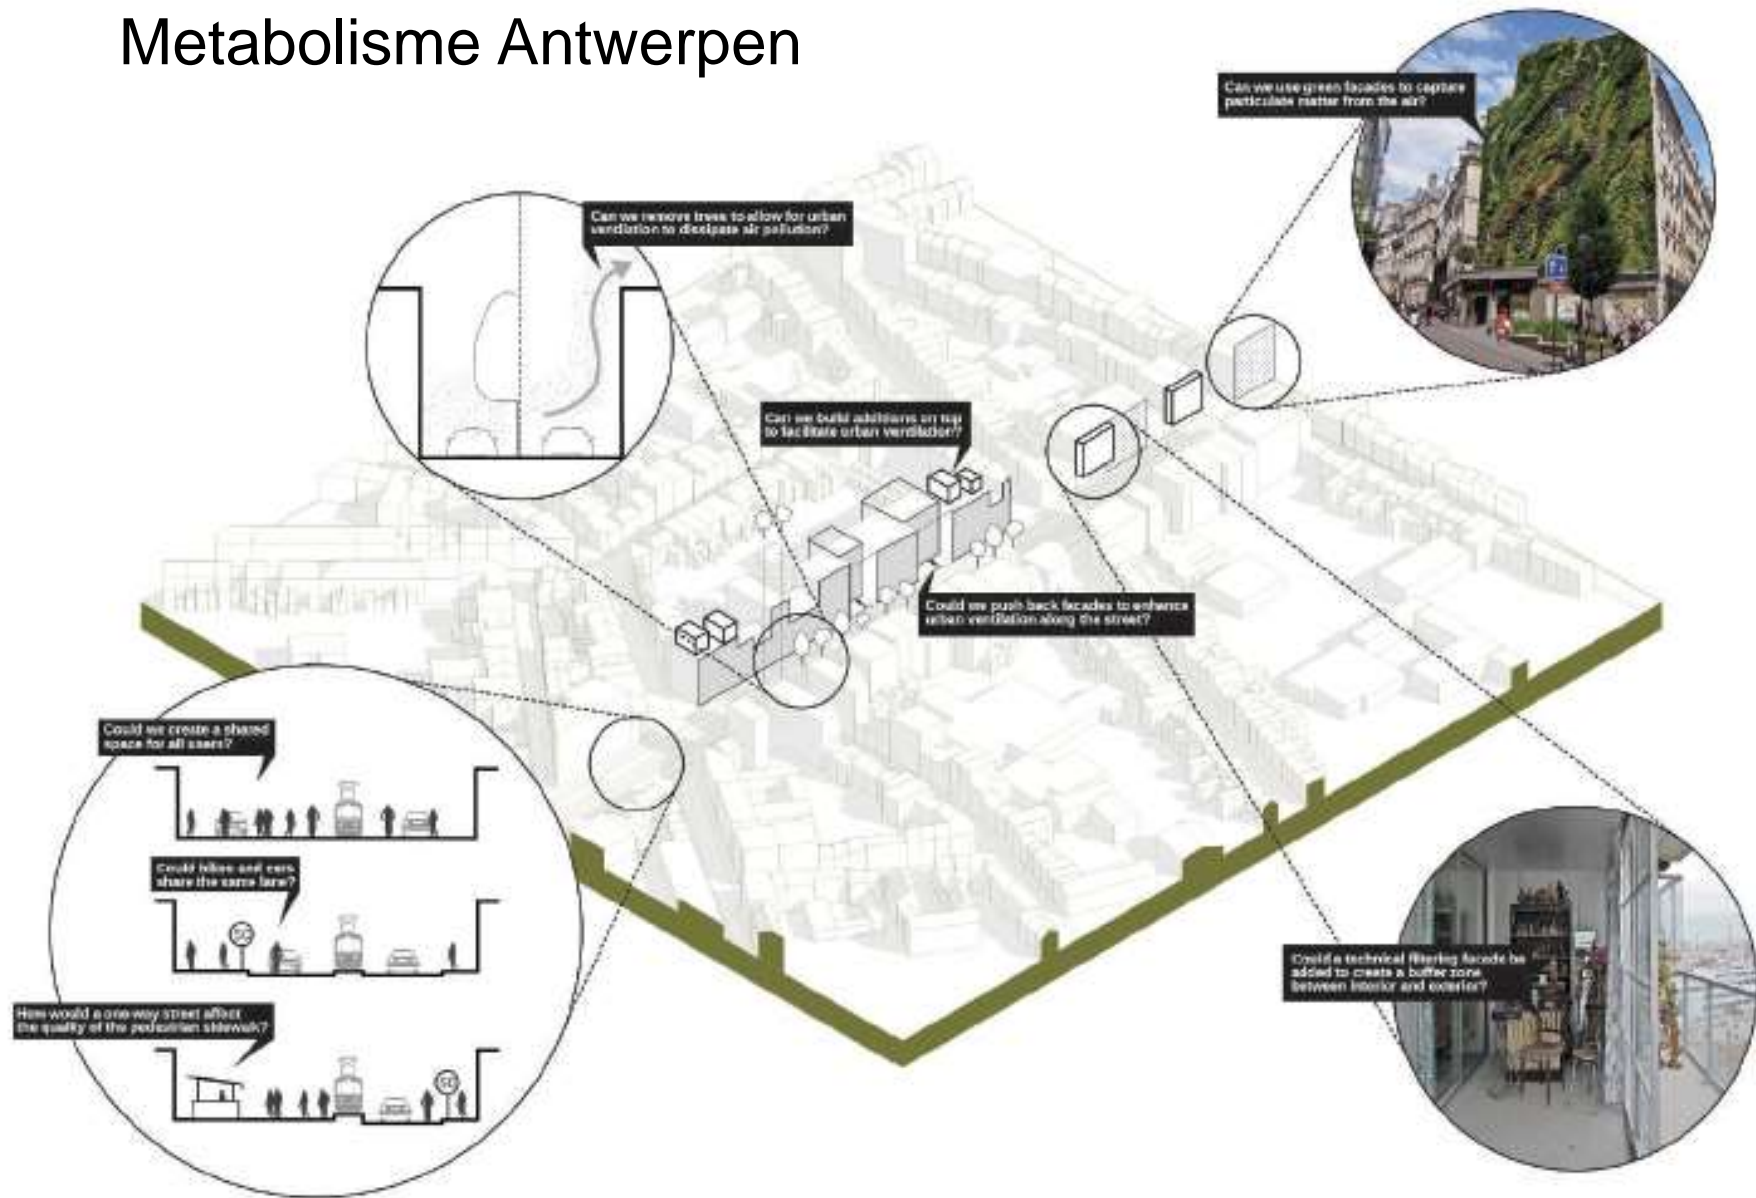 Metabolisme Antwerpen
Can we use green facades to capture
particulate matter from the air?
Can we remove trees to allow for urban
ventilation to dissipate air pollution?
Can we build additions on top
to facilitate urban ventilation?
Could we push back facades to enhance
urban ventilation along the street?
Could we create a shared
space for all users?
Could bikes and cars
share the same lane?
50
How would a one-way street affect
the quality of the pedestrian sidewalk?
50
Could a technical filtering facade be
added to create a buffer zone
between interior and exterior?